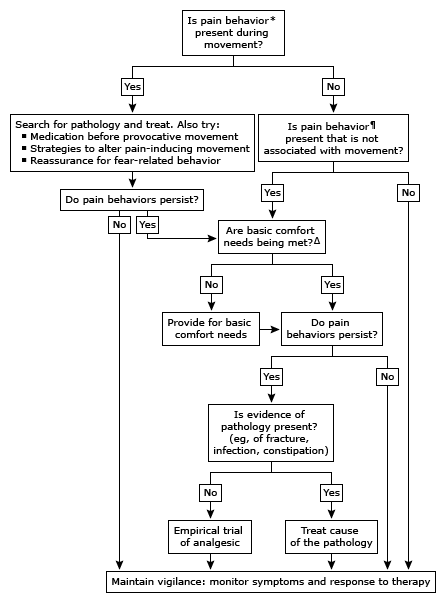 Is pain behavior*
present during
movement?
Yes
No
Search for pathology and treat. Also try:
▪ Medication before provocative movement
▪ Strategies to alter pain-inducing movement
▪ Reassurance for fear-related behavior
Is pain behavior¶
present that is not
associated with movement?
Do pain behaviors persist?
Yes
No
No
Yes
Are basic comfort
needs being met?Δ
No
Yes
Provide for basic
comfort needs
Do pain
behaviors persist?
Yes
No
Is evidence of
pathology present?
(eg, of fracture,
infection, constipation)
No
Yes
Empirical trial
of analgesic
Treat cause
of the pathology
Maintain vigilance: monitor symptoms and response to therapy